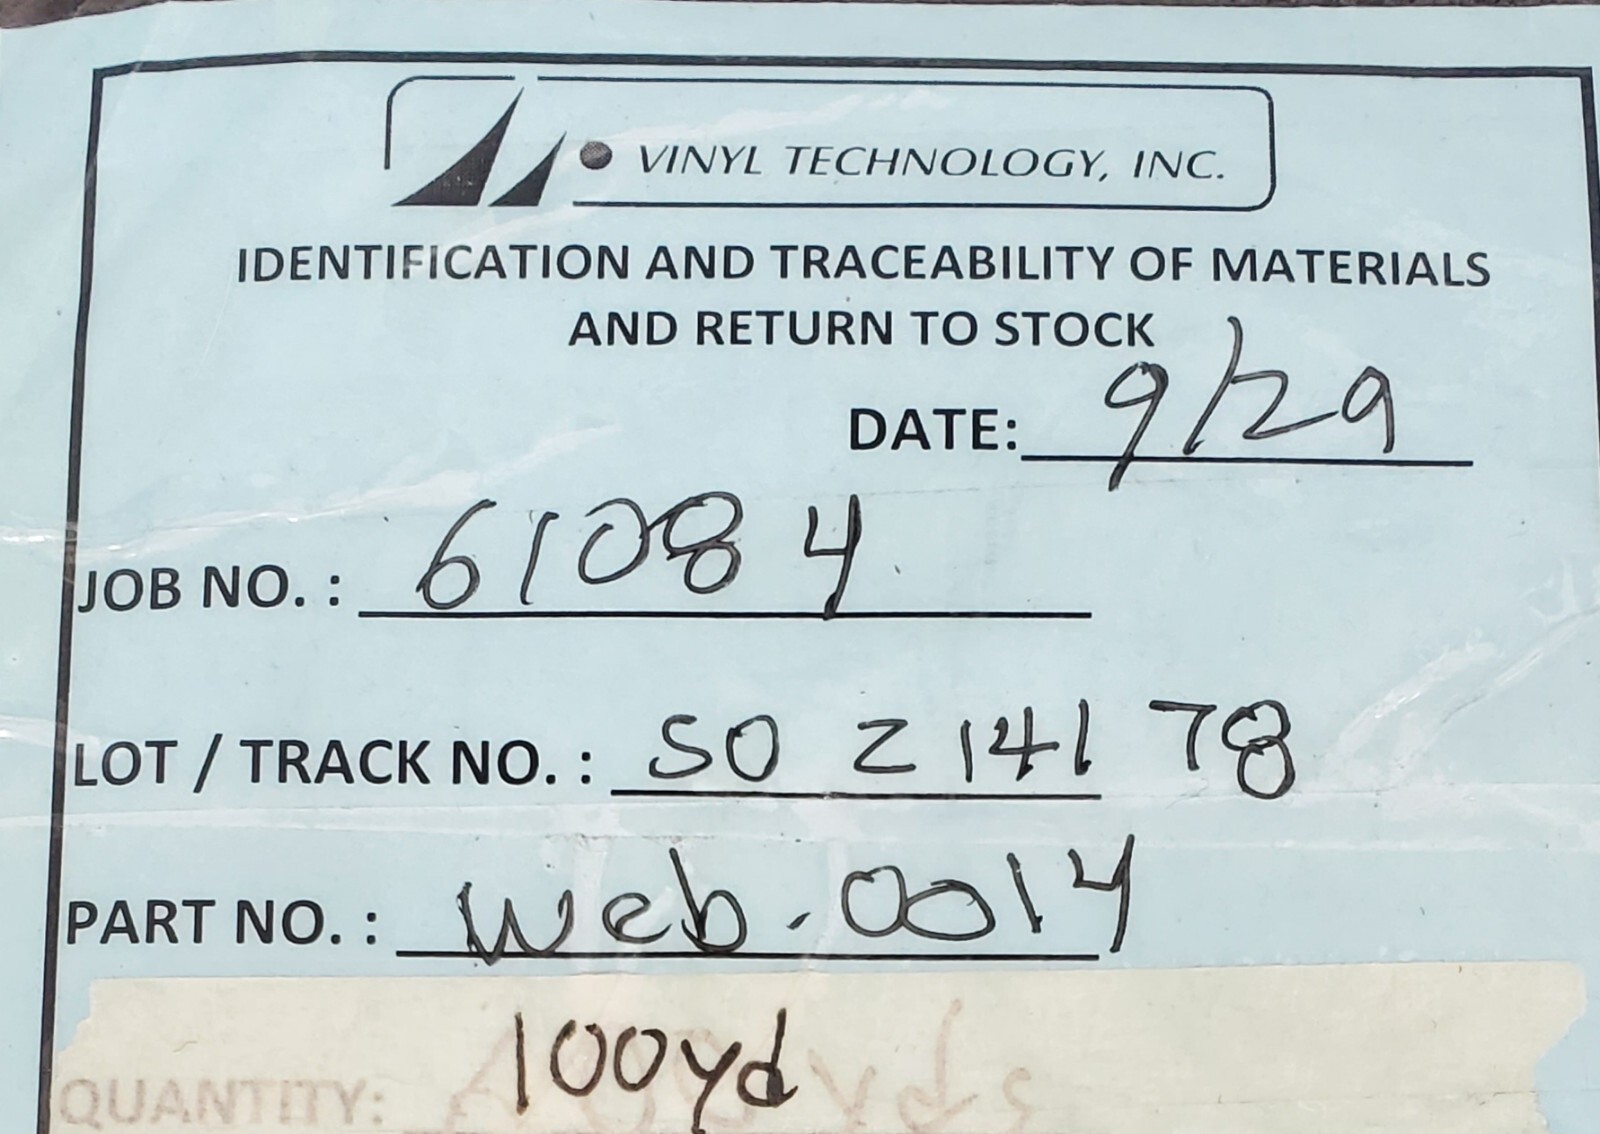 VINYL TECHNOLOGY, INC.
IDENTIFICATION AND TRACEABILITY OF MATERIALS
AND RETURN TO STOCK
DATE: 9/29
JOB NO. : 61084
LOT / TRACK NO. : SO 214178
PART NO. : Web.0014
100yd
QUANTITY: yds